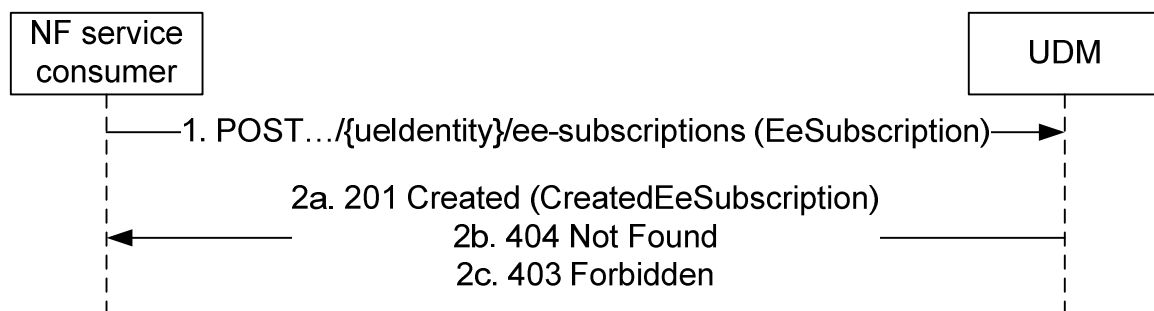 NF service
consumer
UDM
1. POST…/{ueIdentity}/ee-subscriptions (EeSubscription)
2a. 201 Created (CreatedEeSubscription)
2b. 404 Not Found
2c. 403 Forbidden